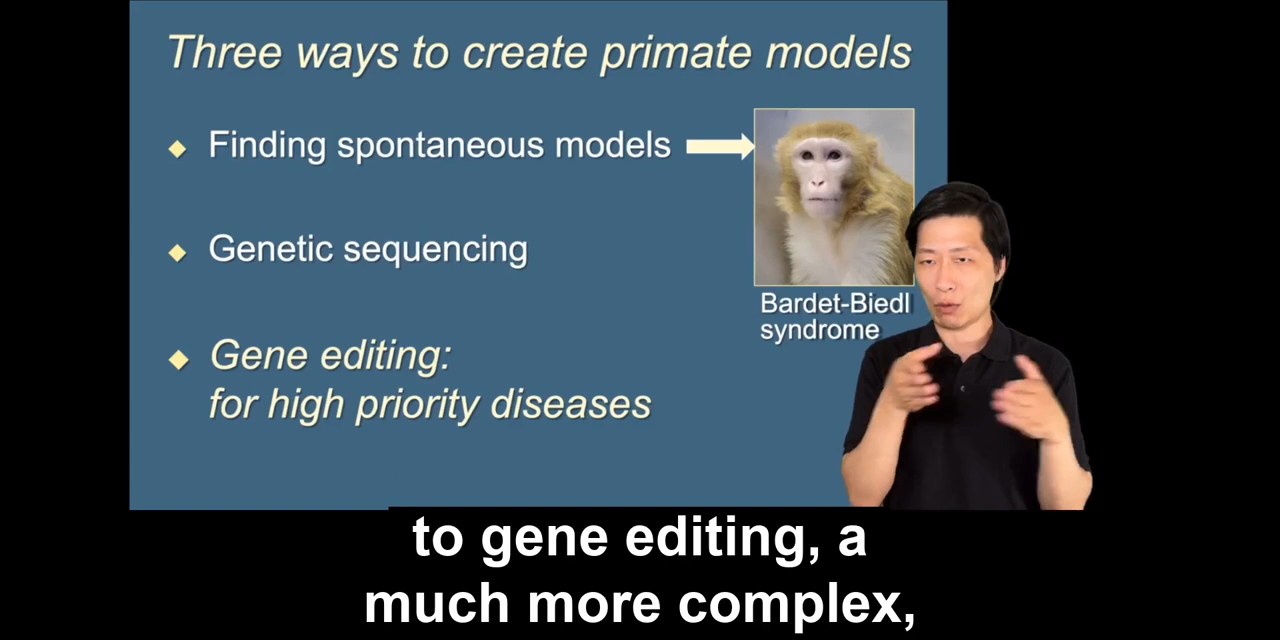 Three ways to create primate models
Finding spontaneous models
Genetic sequencing
Bardet-Biedl
syndrome
Gene editing:
for high priority diseases
to gene editing, a
much more complex,